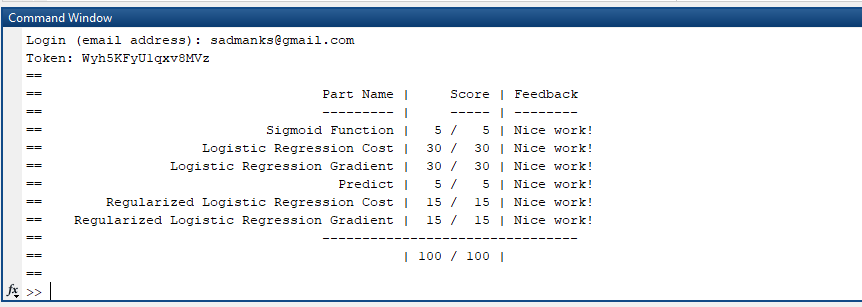 Command Window
Login (email address): sadmanks@gmail.com
Token: Wyh5KFyU1qxv8MVz
==
== Part Name | Score | Feedback
== --------- | ----- | --------
== Sigmoid Function | 5 / 5 | Nice work!
== Logistic Regression Cost | 30 / 30 | Nice work!
== Logistic Regression Gradient | 30 / 30 | Nice work!
== Predict | 5 / 5 | Nice work!
== Regularized Logistic Regression Cost | 15 / 15 | Nice work!
== Regularized Logistic Regression Gradient | 15 / 15 | Nice work!
== --------------------------------
== | 100 / 100 |
==
fx >>